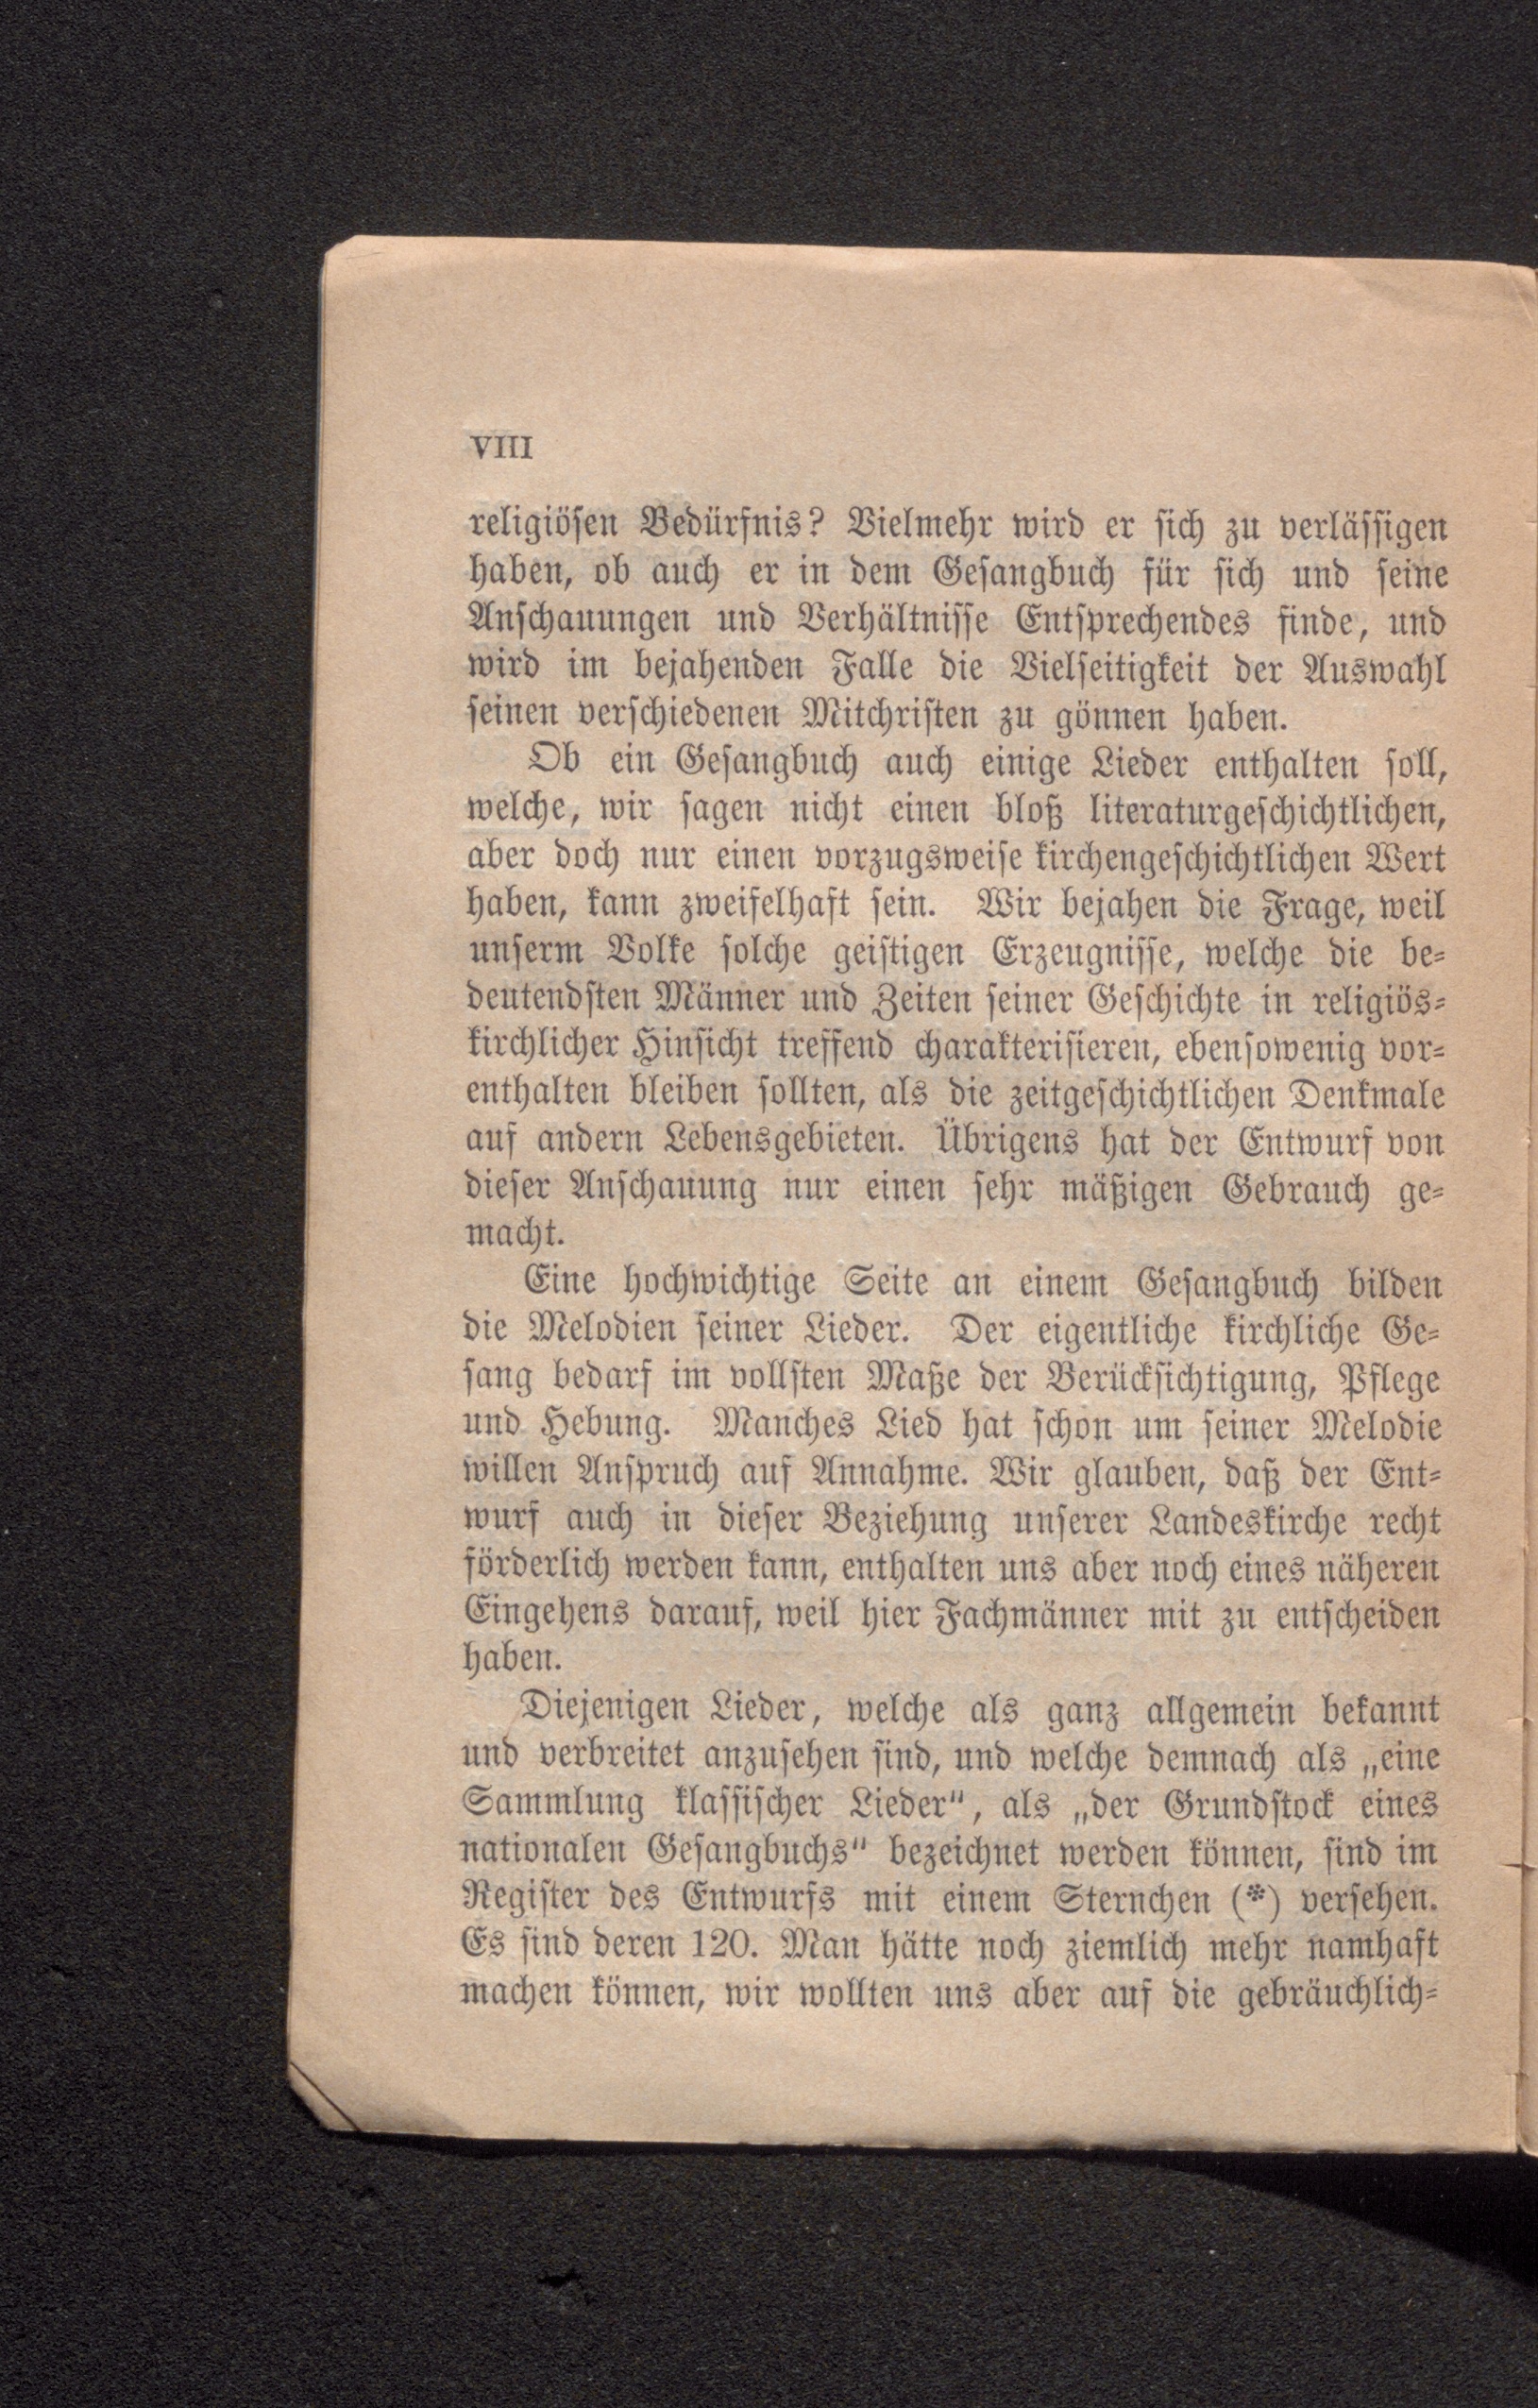 VIII
religiösen Bedürfnis? Vielmehr wird er sich zu verlässigen
haben, ob auch er in dem Gesangbuch für sich und seine
Anschauungen und Verhältnisse Entsprechendes finde, und
wird im bejahenden Falle die Vielseitigkeit der Auswahl
seinen verschiedenen Mitchristen zu gönnen haben.
Ob ein Gesangbuch auch einige Lieder enthalten soll,
welche, wir sagen nicht einen bloß literaturgeschichtlichen,
aber doch nur einen vorzugsweise kirchengeschichtlichen Wert
haben, kann zweifelhaft sein. Wir bejahen die Frage, weil
unserm Volke solche geistigen Erzeugnisse, welche die be-
deutendsten Männer und Zeiten seiner Geschichte in religiös-
kirchlicher Hinsicht treffend charakterisieren, ebensowenig vor-
enthalten bleiben sollten, als die zeitgeschichtlichen Denkmale
auf andern Lebensgebieten. Übrigens hat der Entwurf von
dieser Anschauung nur einen sehr mäßigen Gebrauch ge-
macht.
Eine hochwichtige Seite an einem Gesangbuch bilden
die Melodien seiner Lieder. Der eigentliche kirchliche Ge-
sang bedarf im vollsten Maße der Berücksichtigung, Pflege
und Hebung. Manches Lied hat schon um seiner Melodie
willen Anspruch auf Annahme. Wir glauben, daß der Ent-
wurf auch in dieser Beziehung unserer Landeskirche recht
förderlich werden kann, enthalten uns aber noch eines näheren
Eingehens darauf, weil hier Fachmänner mit zu entscheiden
haben.
Diejenigen Lieder, welche als ganz allgemein bekannt
und verbreitet anzusehen sind, und welche demnach als „eine
Sammlung klassischer Lieder“, als „der Grundstock eines
nationalen Gesangbuchs“ bezeichnet werden können, sind im
Register des Entwurfs mit einem Sternchen (*) versehen.
Es sind deren 120. Man hätte noch ziemlich mehr namhaft
machen können, wir wollten uns aber auf die gebräuchlich-